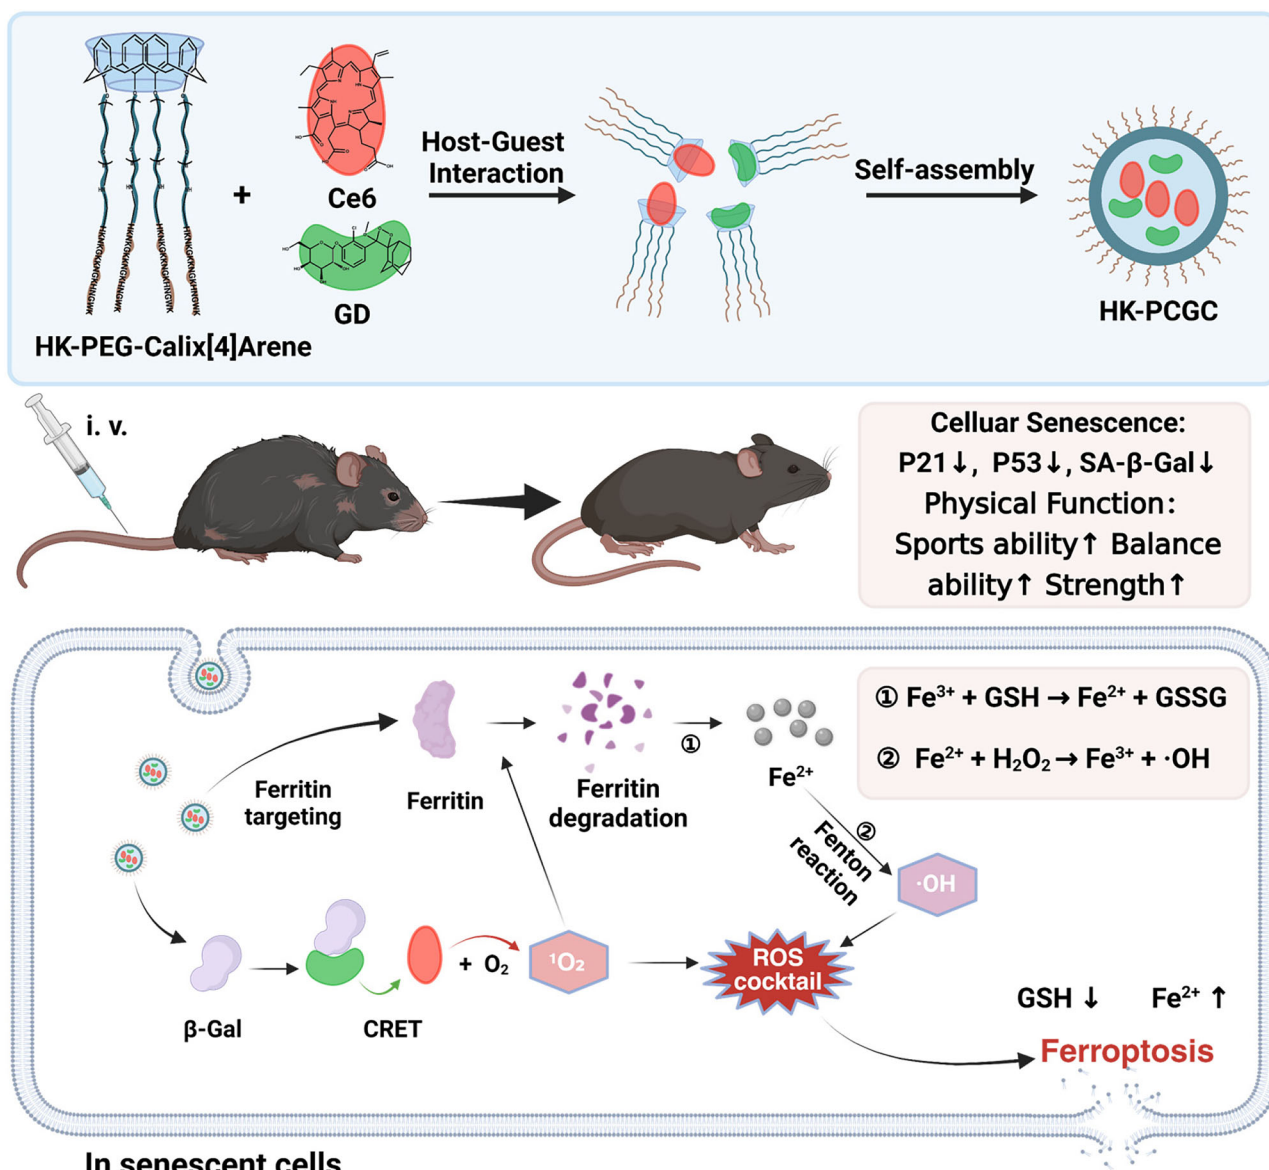 Host-Guest
Interaction
Self-assembly
+
Ce6
GD
HK-PCGC
HK-PEG-Calix[4]Arene
i. v.
Celluar Senescence:
P21↓, P53↓, SA-β-Gal↓
Physical Function:
Sports ability↑ Balance
ability↑ Strength↑
① Fe³⁺ + GSH → Fe²⁺ + GSSG
② Fe²⁺ + H₂O₂ → Fe³⁺ + ·OH
①
Ferritin
targeting
Ferritin
Ferritin
degradation
Fe²⁺
②
Fenton
reaction
·OH
+ O₂
¹O₂
ROS
cocktail
β-Gal
CRET
GSH ↓ Fe²⁺ ↑
Ferroptosis
In senescent cells